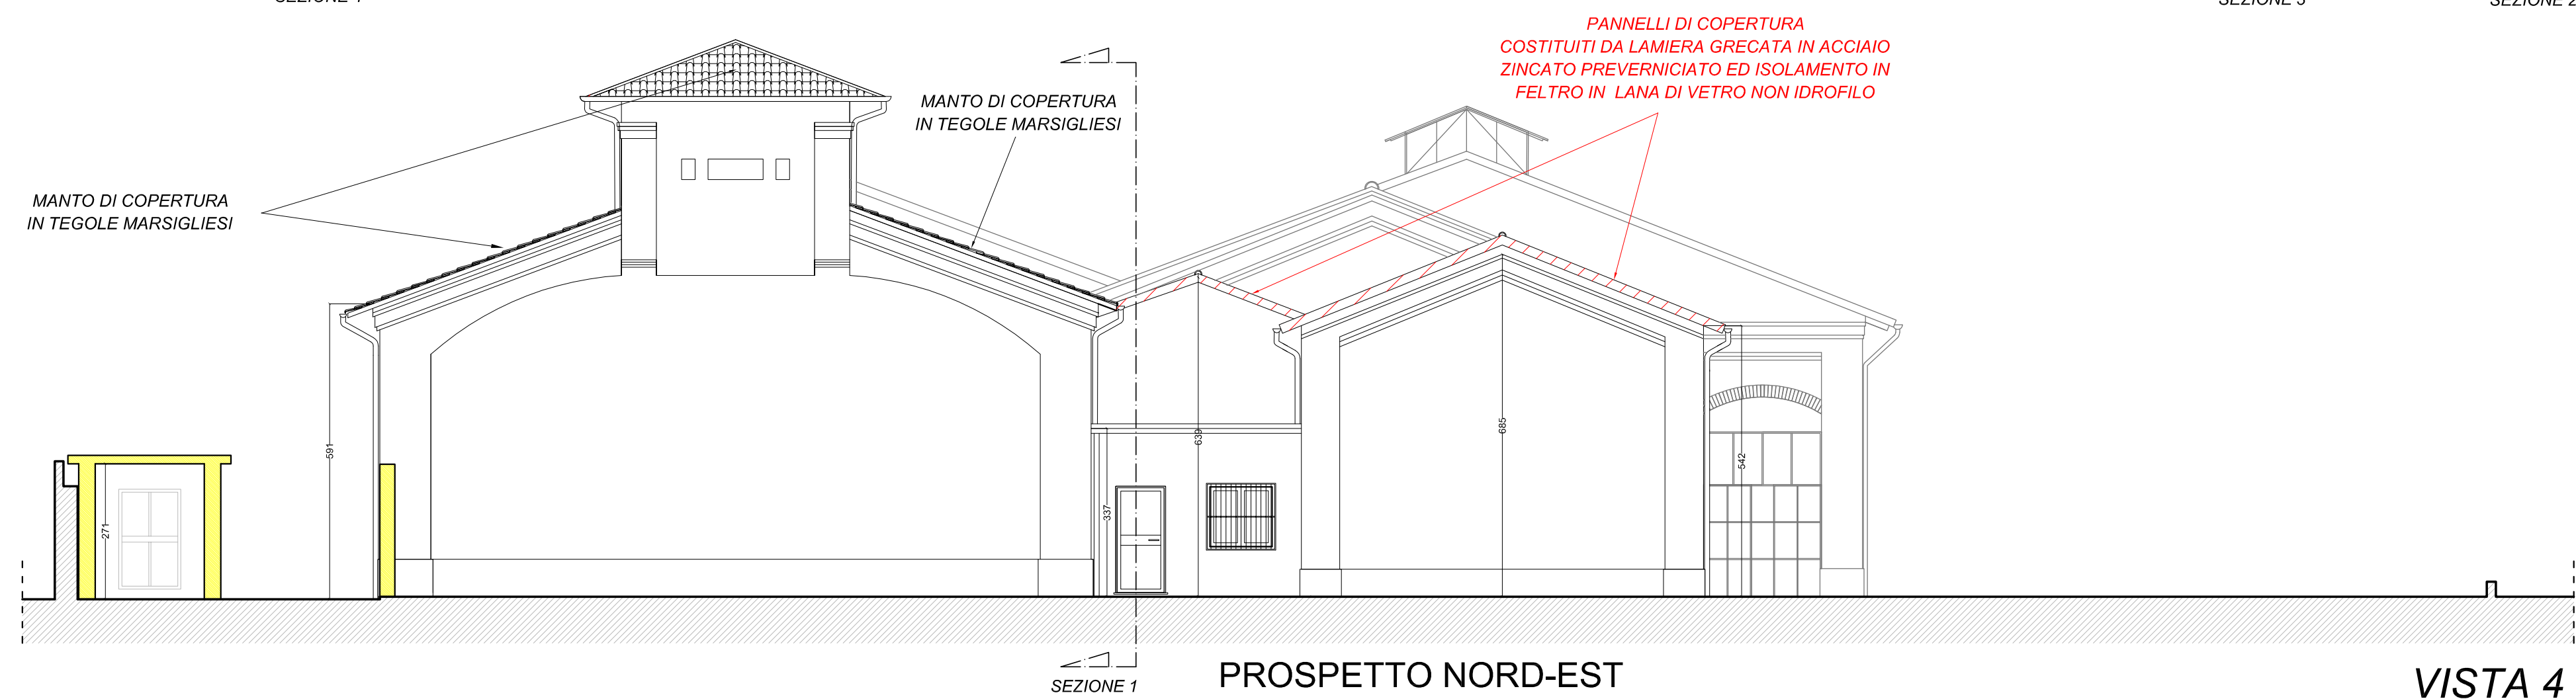 PANNELLI DI COPERTURA
COSTITUITI DA LAMIERA GRECATA IN ACCIAIO
ZINCATO PREVERNICIATO ED ISOLAMENTO IN
FELTRO IN LANA DI VETRO NON IDROFILO
MANTO DI COPERTURA
IN TEGOLE MARSIGLIESI
MANTO DI COPERTURA
IN TEGOLE MARSIGLIESI
591
639
685
542
337
271
SEZIONE 1
PROSPETTO NORD-EST
VISTA 4